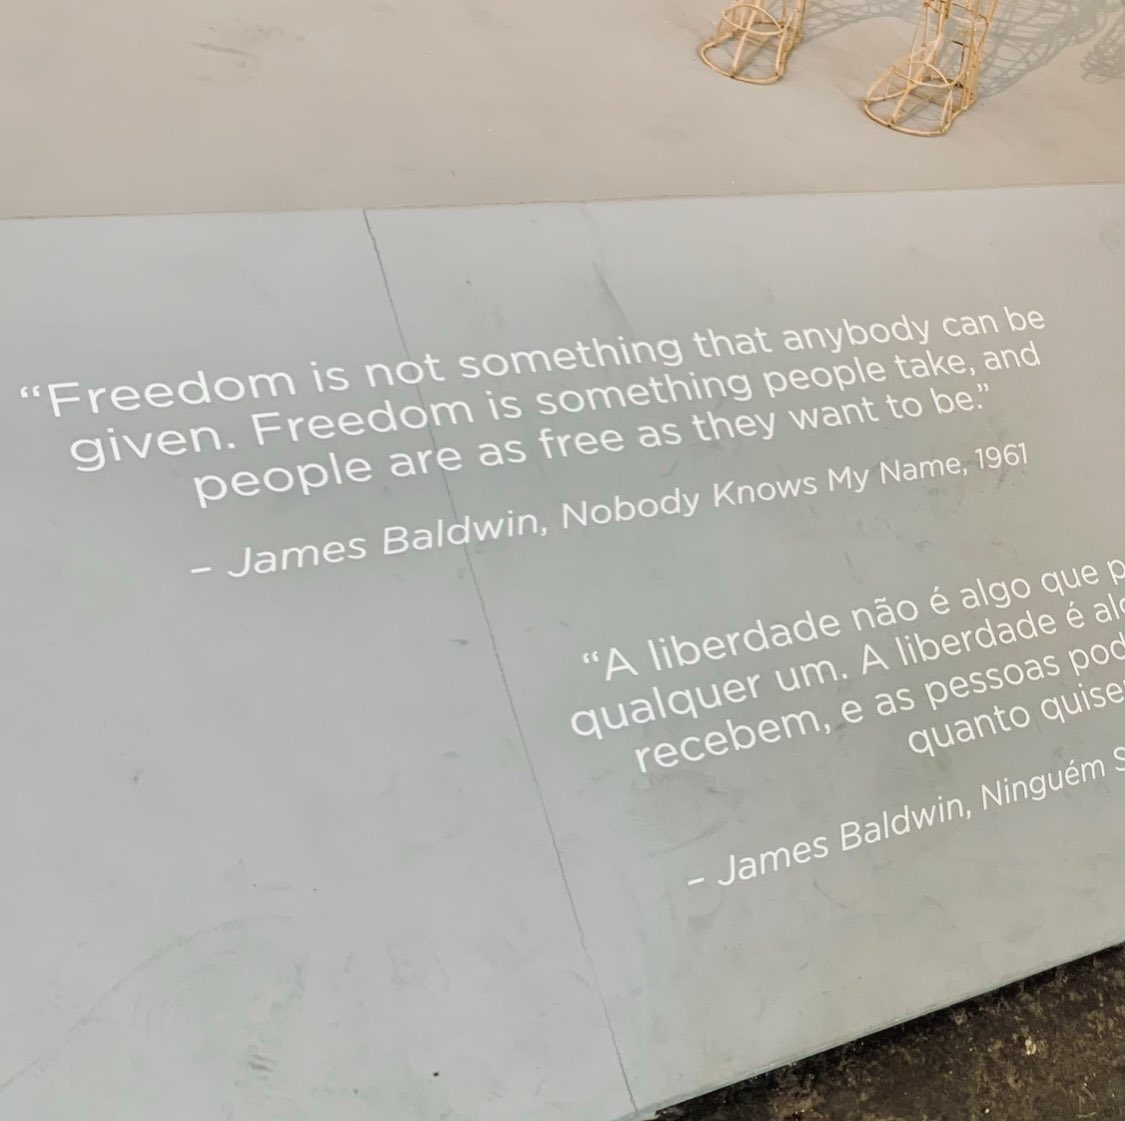 “Freedom is not something that anybody can be
given. Freedom is something people take, and
people are as free as they want to be.”
– James Baldwin, Nobody Knows My Name, 1961
“A liberdade não é algo que
qualquer um. A liberdade é
recebem, e as pessoas
quanto
– James Baldwin, Ninguém